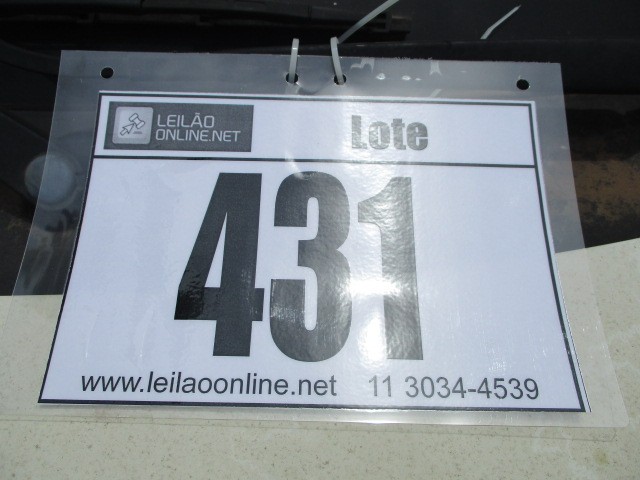 LEILÃO
ONLINE.NET
Lote
431
www.leilaoonline.net 11 3034-4539